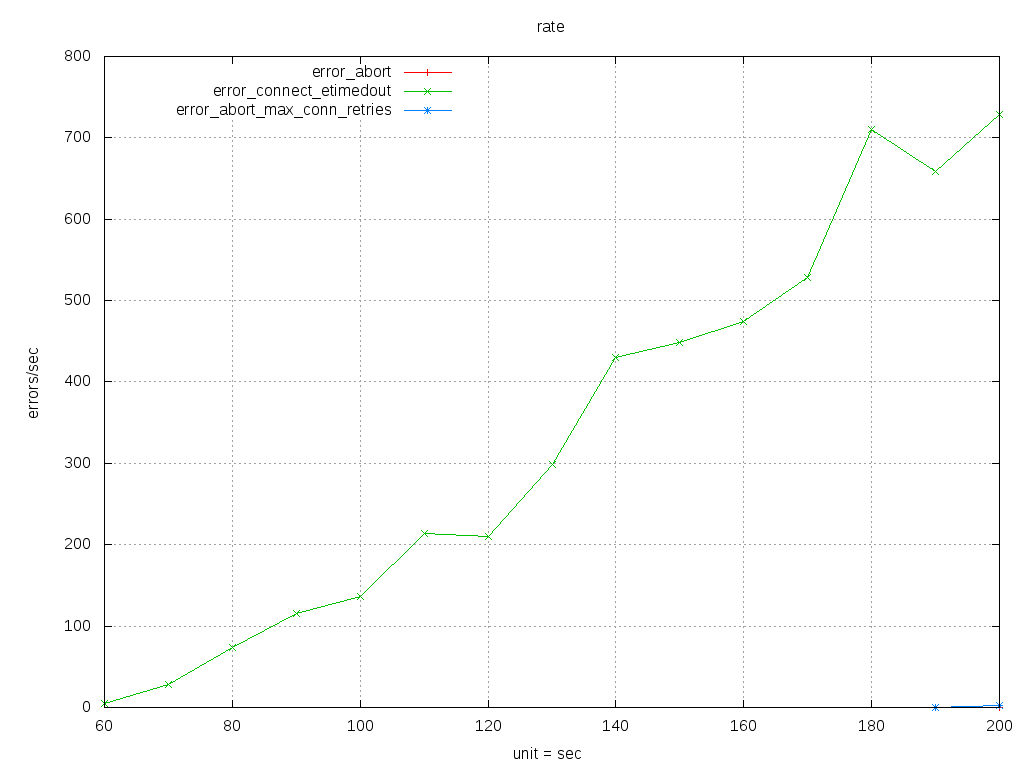 rate
800
700
600
500
400
300
200
100
0
errors/sec
error_abort
error_connect_etimedout
error_abort_max_conn_retries
60 80 100 120 140 160 180 200
unit = sec